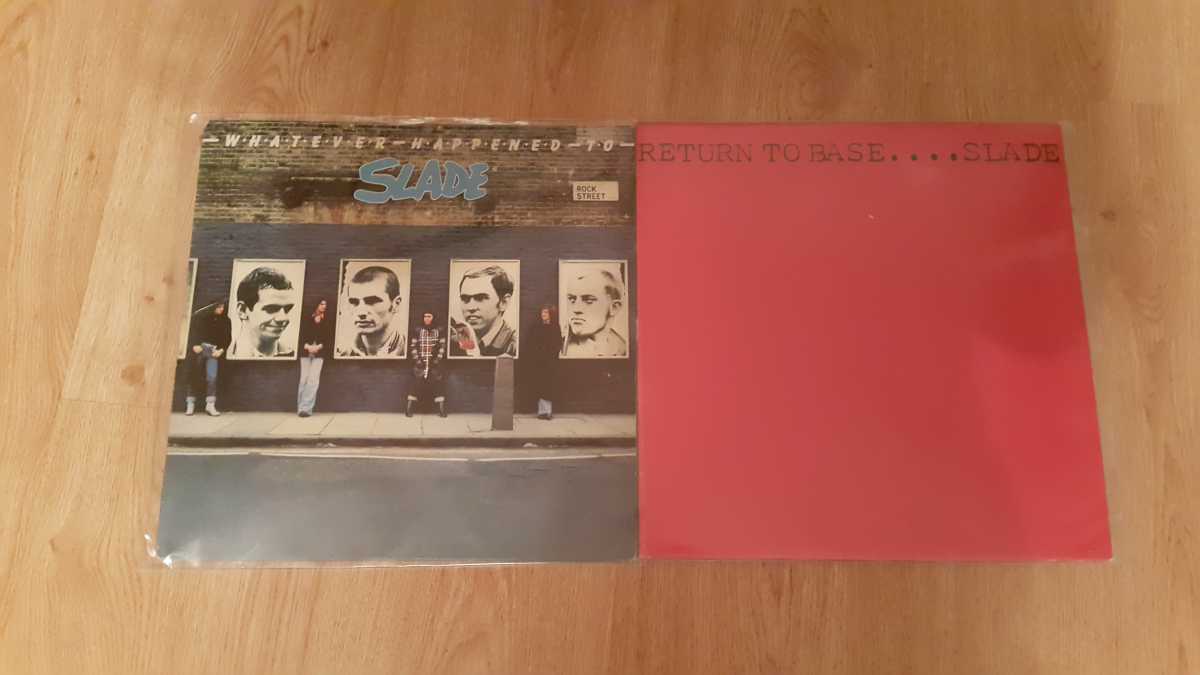 –W·H·A·T·E·V·E·R–H·A·P·P·E·N·E·D–T·O–
SLADE
ROCK
STREET
RETURN TO BASE....SLADE